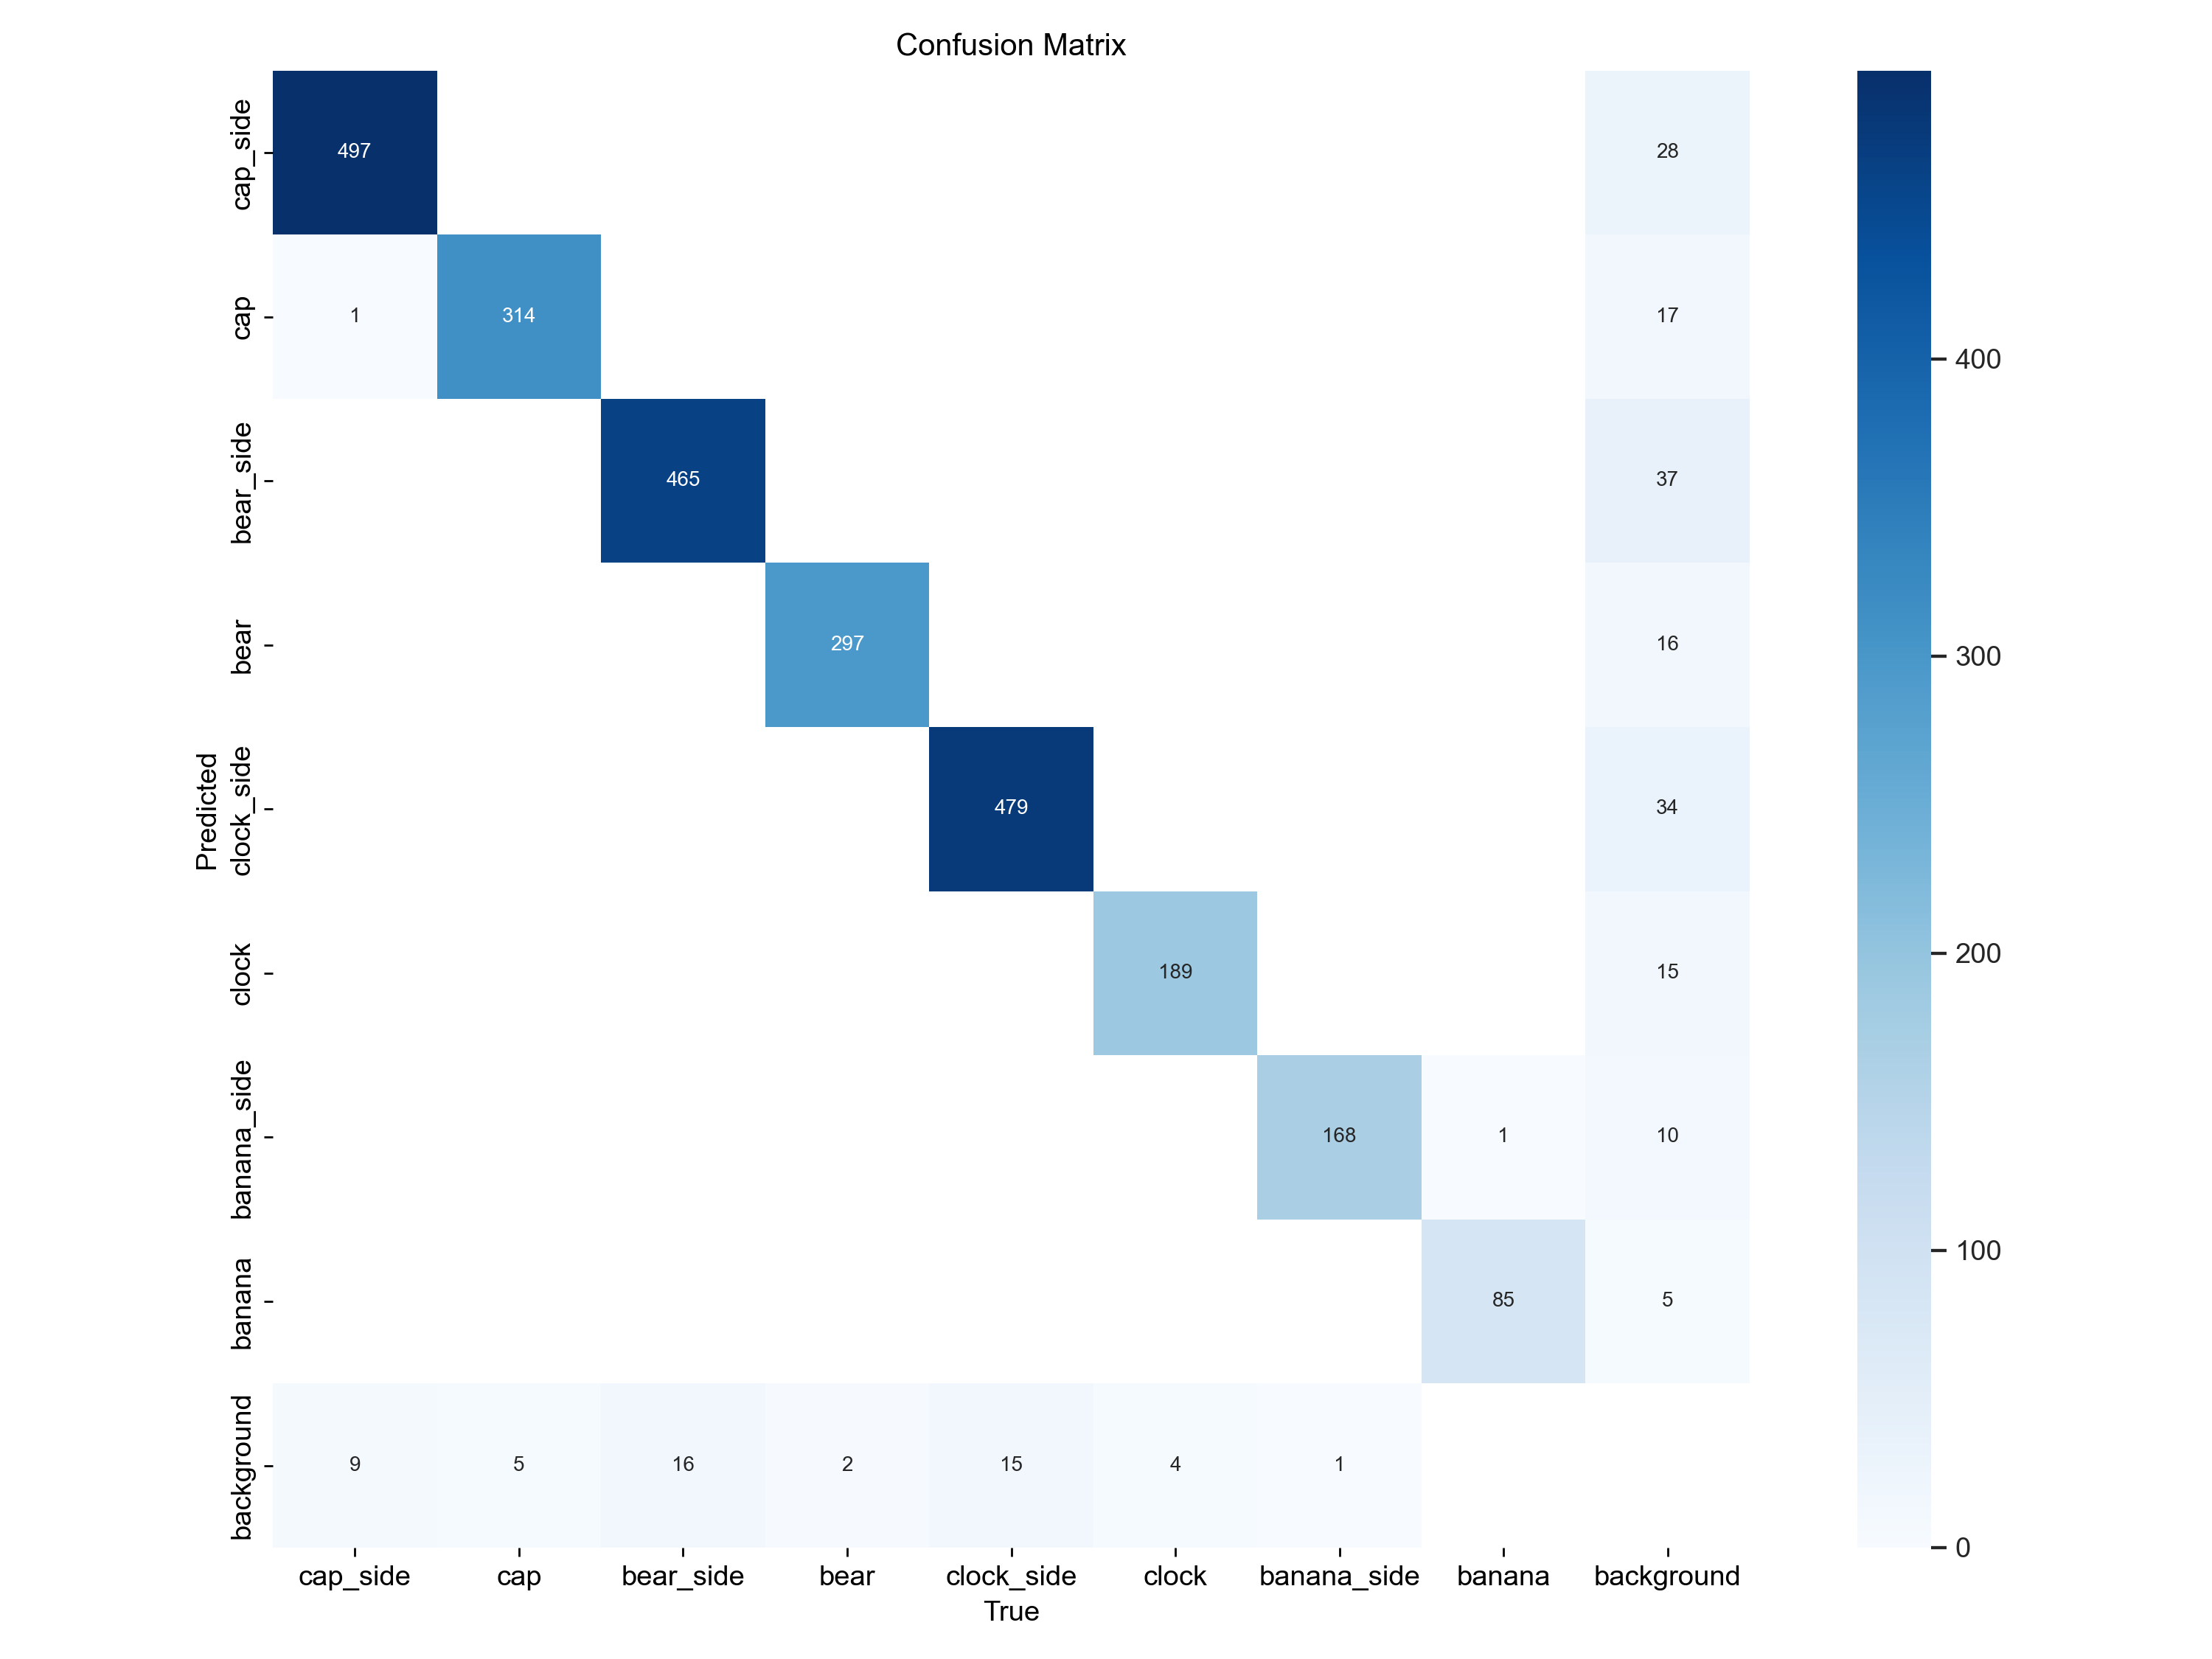 Confusion Matrix
cap_side
497
28
cap
1
314
17
400
bear_side
465
37
bear
297
16
300
Predicted
clock_side
479
34
clock
189
15
200
banana_side
168
1
10
banana
85
5
100
background
9
5
16
2
15
4
1
0
cap_side
cap
bear_side
bear
clock_side
clock
banana_side
banana
background
True